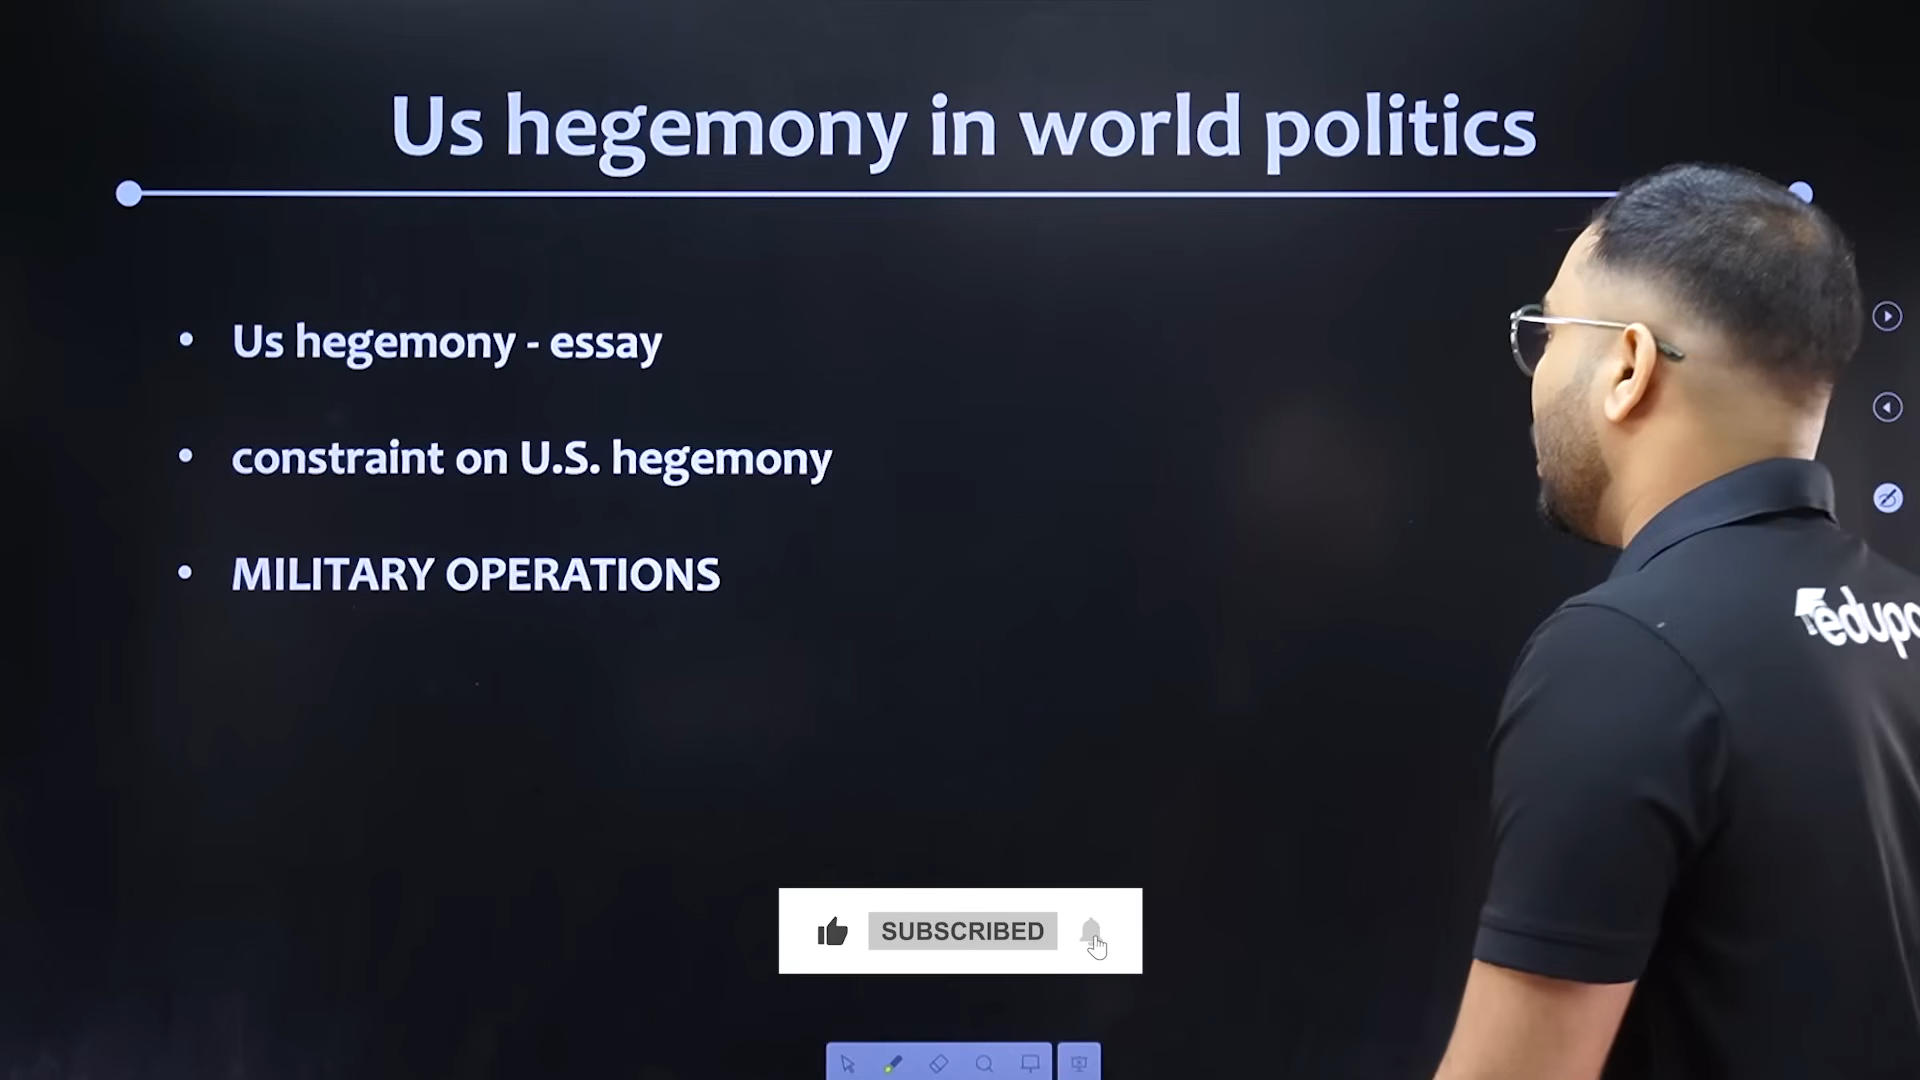 Us hegemony in world politics
• Us hegemony - essay
• constraint on U.S. hegemony
• MILITARY OPERATIONS
SUBSCRIBED